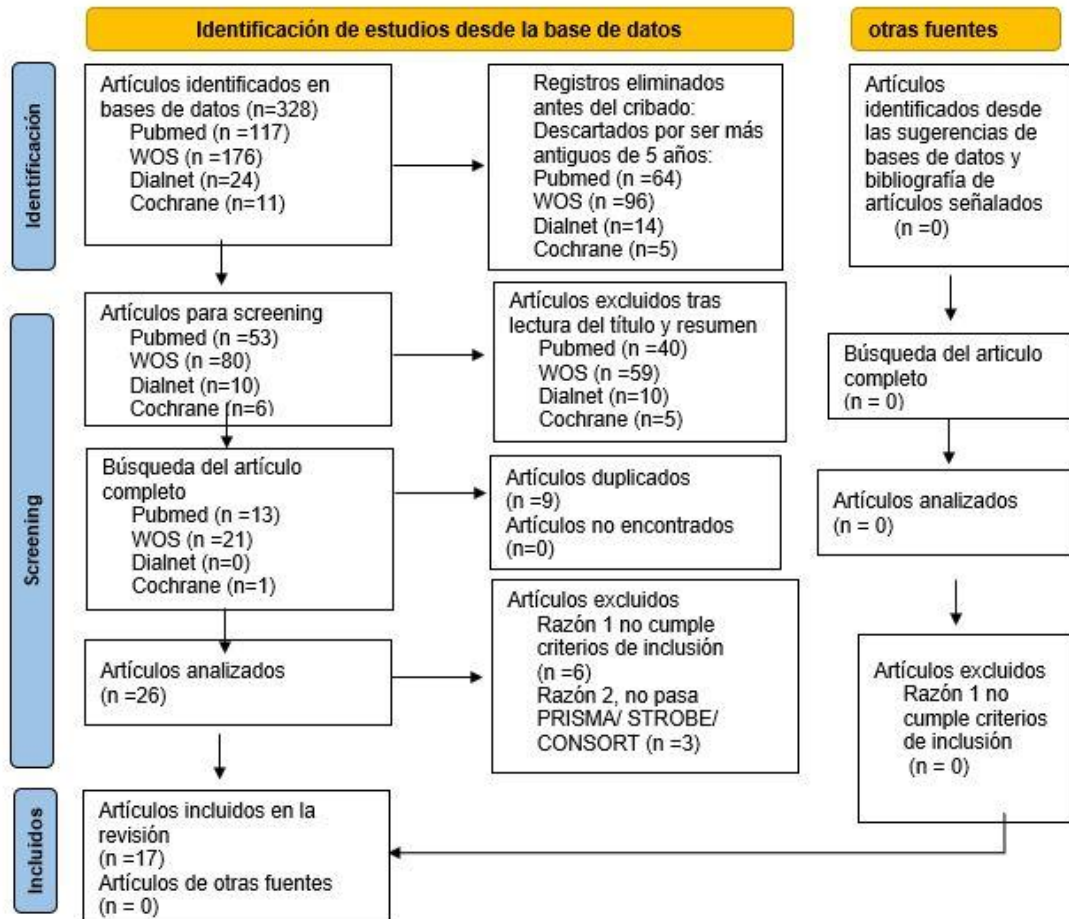 Identificación de estudios desde la base de datos
otras fuentes
Identificación
Artículos identificados en
bases de datos (n=328)
Pubmed (n =117)
WOS (n =176)
Dialnet (n=24)
Cochrane (n=11)
Registros eliminados
antes del cribado:
Descartados por ser más
antiguos de 5 años:
Pubmed (n =64)
WOS (n =96)
Dialnet (n=14)
Cochrane (n=5)
Artículos
identificados desde
las sugerencias de
bases de datos y
bibliografía de
artículos señalados
(n =0)
Screening
Artículos para screening
Pubmed (n =53)
WOS (n =80)
Dialnet (n=10)
Cochrane (n=6)
Artículos excluidos tras
lectura del título y resumen
Pubmed (n =40)
WOS (n =59)
Dialnet (n=10)
Cochrane (n=5)
Búsqueda del articulo
completo
(n = 0)
Búsqueda del artículo
completo
Pubmed (n =13)
WOS (n =21)
Dialnet (n=0)
Cochrane (n=1)
Artículos duplicados
(n =9)
Artículos no encontrados
(n=0)
Artículos analizados
(n = 0)
Artículos analizados
(n =26)
Artículos excluidos
Razón 1 no cumple
criterios de inclusión
(n =6)
Razón 2, no pasa
PRISMA/ STROBE/
CONSORT (n =3)
Artículos excluidos
Razón 1 no
cumple criterios
de inclusión
(n = 0)
Incluidos
Artículos incluidos en la
revisión
(n =17)
Artículos de otras fuentes
(n = 0)